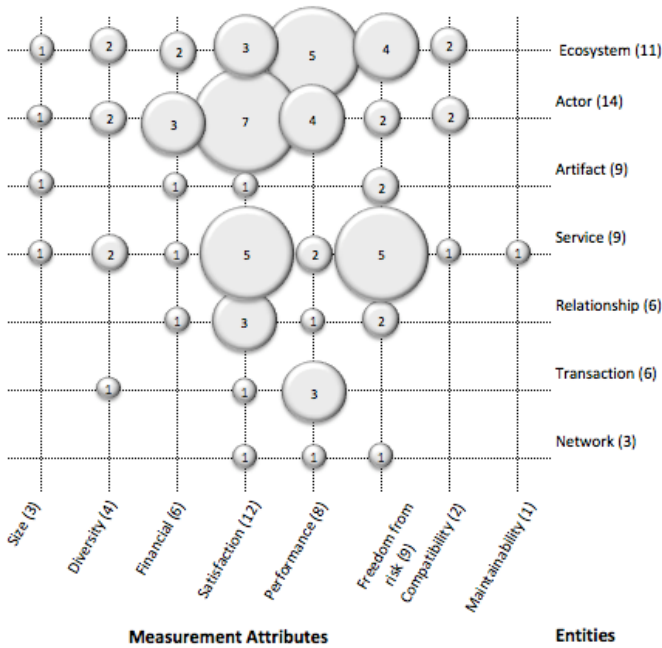 1 2 2 3 5 4 2 Ecosystem (11)
1 2 3 7 4 2 2 Actor (14)
1 1 1 2 Artifact (9)
1 2 1 5 2 5 1 1 Service (9)
1 3 1 2 Relationship (6)
1 1 3 Transaction (6)
1 1 1 Network (3)
Size (3)
Diversity (4)
Financial (6)
Satisfaction (12)
Performance (8)
Freedom from
risk (9)
Compatibility (2)
Maintainability (1)
Measurement Attributes
Entities